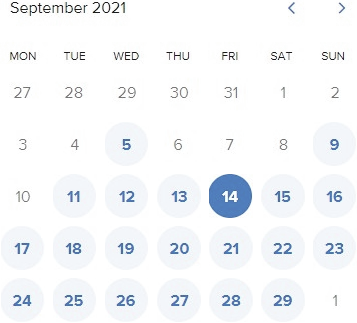 September 2021 < >
MON TUE WED THU FRI SAT SUN
27 28 29 30 31 1 2
3 4 5 6 7 8 9
10 11 12 13 14 15 16
17 18 19 20 21 22 23
24 25 26 27 28 29 1